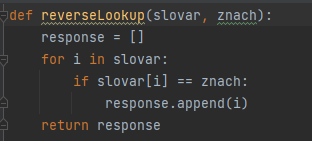 def reverseLookup(slovar, znach):
    response = []
    for i in slovar:
        if slovar[i] == znach:
            response.append(i)
    return response